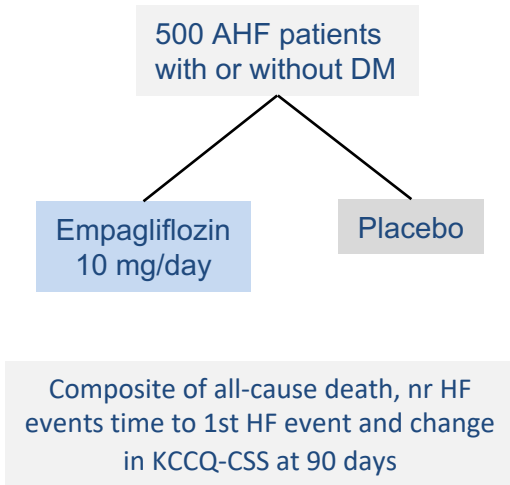 500 AHF patients
with or without DM
Empagliflozin
10 mg/day
Placebo
Composite of all-cause death, nr HF
events time to 1st HF event and change
in KCCQ-CSS at 90 days